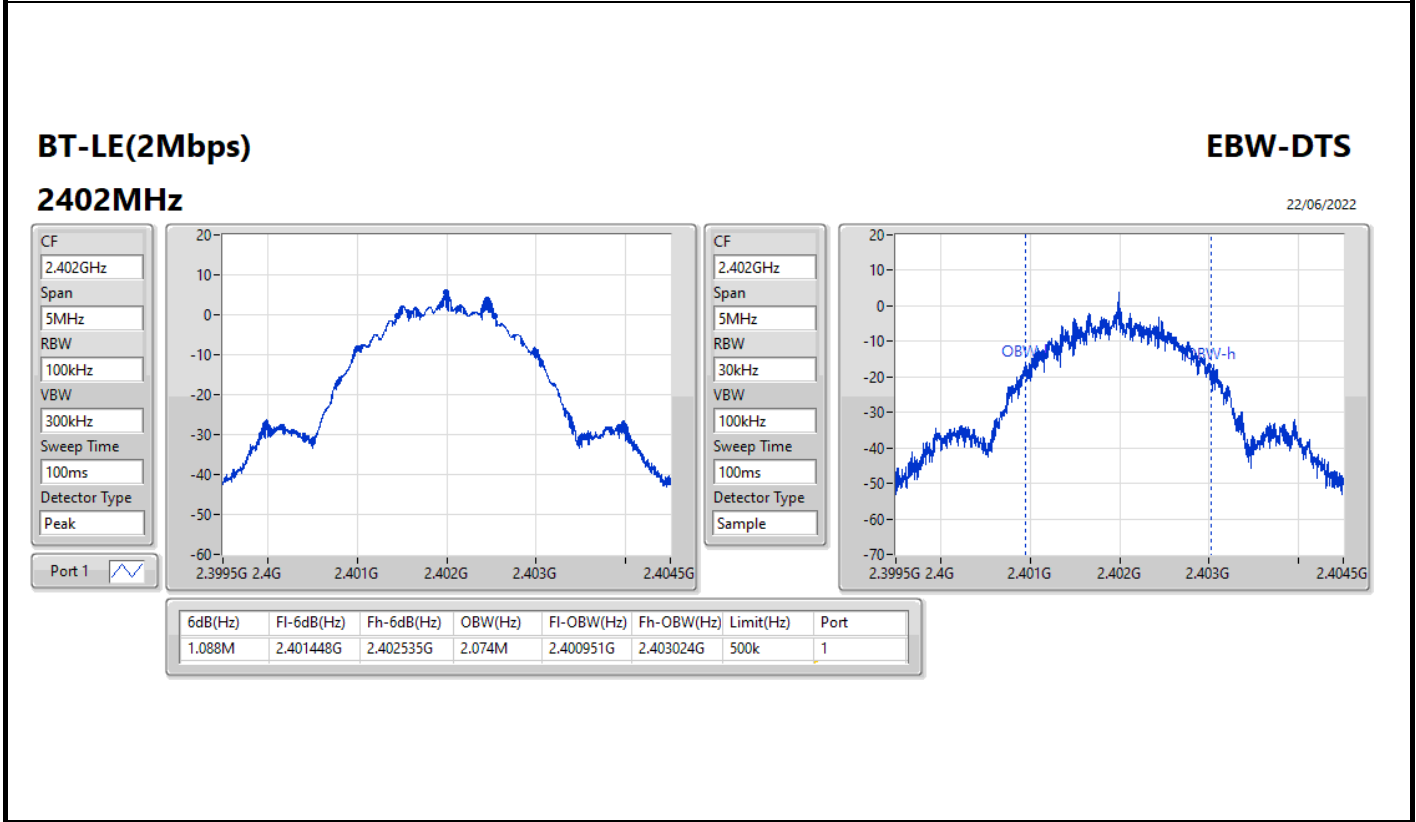 BT-LE(2Mbps)
EBW-DTS
2402MHz
22/06/2022
CF
2.402GHz
Span
5MHz
RBW
100kHz
VBW
300kHz
Sweep Time
100ms
Detector Type
Peak
Port 1
20
10
0
-10
-20
-30
-40
-50
-60
2.3995G 2.4G 2.401G 2.402G 2.403G 2.4045G
CF
2.402GHz
Span
5MHz
RBW
30kHz
VBW
100kHz
Sweep Time
100ms
Detector Type
Sample
20
10
0
-10
-20
-30
-40
-50
-60
-70
2.3995G 2.4G 2.401G 2.402G 2.403G 2.4045G
6dB(Hz) Fl-6dB(Hz) Fh-6dB(Hz) OBW(Hz) Fl-OBW(Hz) Fh-OBW(Hz) Limit(Hz) Port
1.088M 2.401448G 2.402535G 2.074M 2.400951G 2.403024G 500k 1